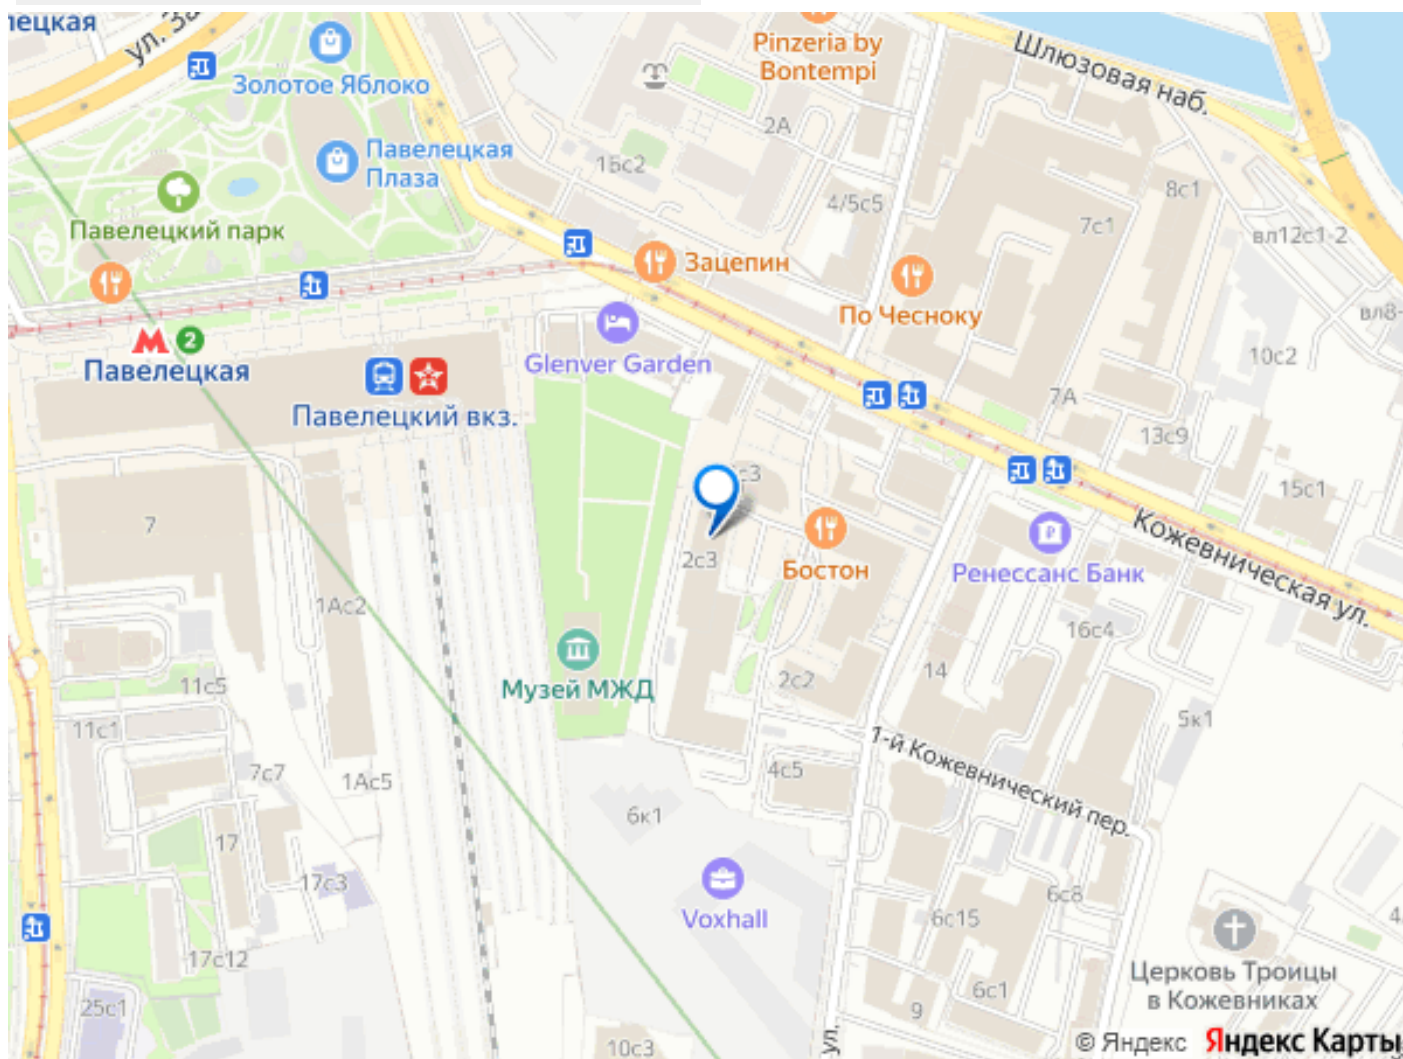 лецкая
ул. За
Золотое Яблоко
Pinzeria by
Bontempi
Шлюзовая наб.
2А
Павелецкая
Плаза
1Бс2
4/5с5
8с1
7с1
вл12с1-2
Павелецкий парк
Зацепин
По Чесноку
вл8-
2
Павелецкая
Glenver Garden
10с2
Павелецкий вкз.
7А
13с9
с3
15с1
7
Кожевническая ул.
2с3
Бостон
Ренессанс Банк
1Ас2
16с4
Музей МЖД
14
11с5
2с2
5к1
11с1
1-й Кожевнический пер.
7с7
1Ас5
4с5
6к1
17
17с3
6с8
Voxhall
6с15
17с12
Церковь Троицы
в Кожевниках
6с1
25с1
9
4
10с3
ул.
© Яндекс
Яндекс Карты